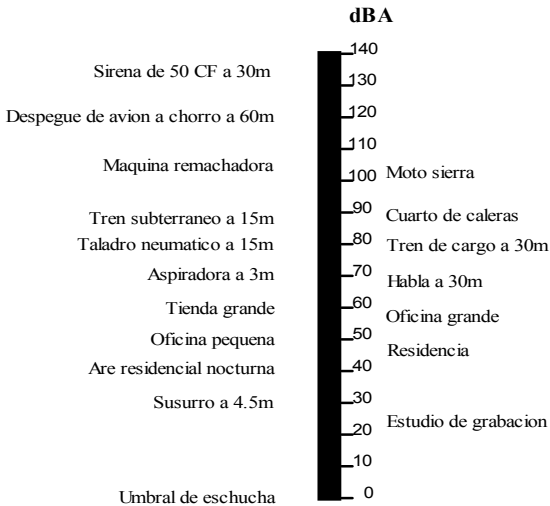 dBA
140
Sirena de 50 CF a 30m
130
Despegue de avion a chorro a 60m
120
110
Maquina remachadora
Moto sierra
100
90
Tren subterraneo a 15m
Cuarto de caleras
Taladro neumatico a 15m
80
Tren de cargo a 30m
Aspiradora a 3m
70
Habla a 30m
Tienda grande
60
Oficina grande
Oficina pequena
50
Residencia
Are residencial nocturna
40
Susurro a 4.5m
30
Estudio de grabacion
20
10
Umbral de eschucha
0